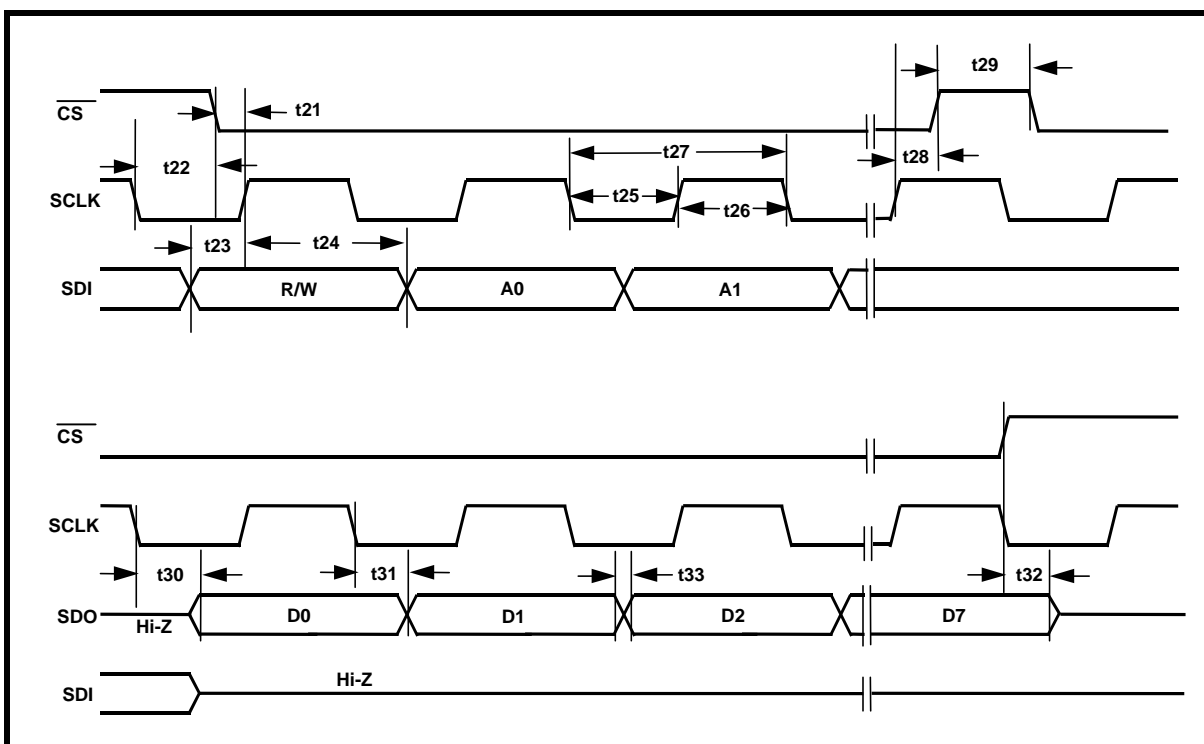 t29
CS
t21
t27
t28
t22
SCLK
t25
t26
t23
t24
SDI
R/W
A0
A1
CS
SCLK
t30
t31
t33
t32
SDO
Hi-Z
D0
D1
D2
D7
Hi-Z
SDI